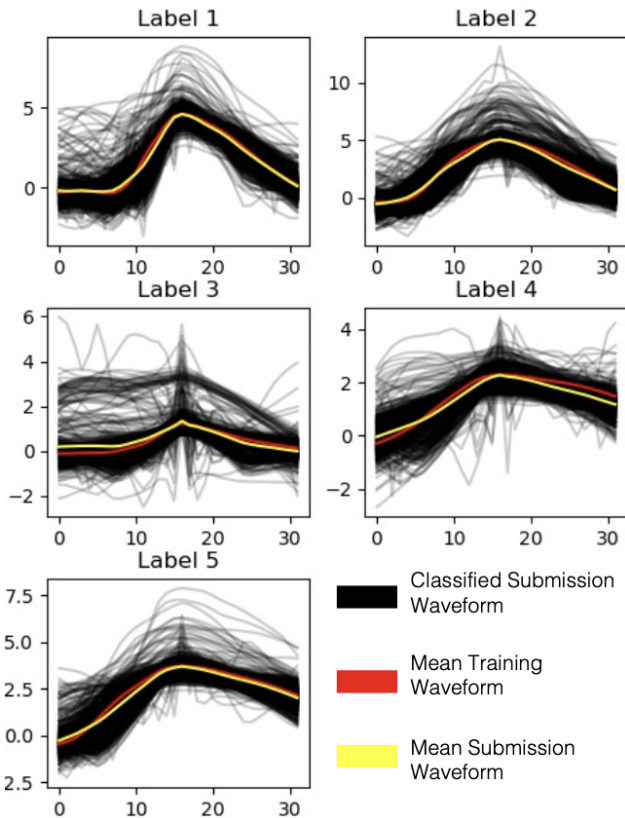 Label 1
Label 2
5
0
10
5
0
0 10 20 30
0 10 20 30
Label 3
Label 4
6
4
2
0
−2
4
2
0
−2
0 10 20 30
0 10 20 30
Label 5
7.5
5.0
2.5
0.0
2.5
0 10 20 30
Classified Submission
Waveform
Mean Training
Waveform
Mean Submission
Waveform